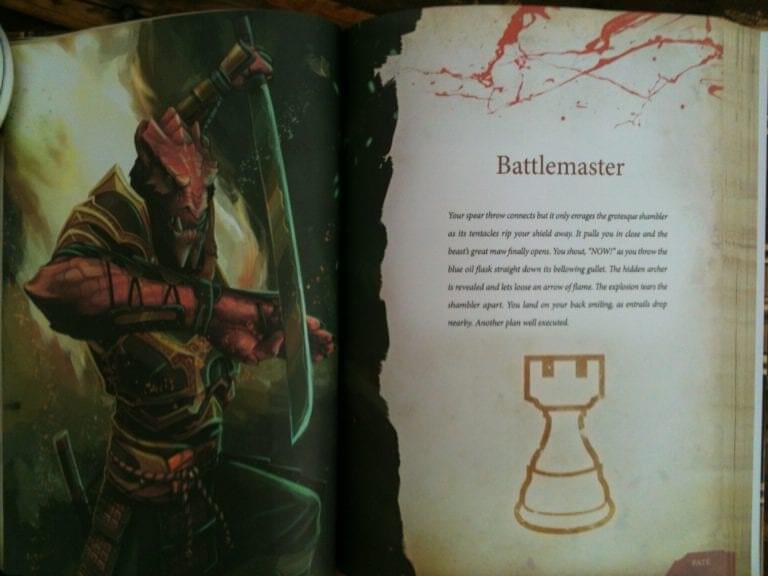 Battlemaster
Your spear throw connects but it only enrages the grotesque shambler
as its tentacles rip your shield away. It pulls you in close and the
beast's great maw finally opens. You shout, "NOW!" as you throw the
blue oil flask straight down its bellowing gullet. The hidden archer
is revealed and lets loose an arrow of flame. The explosion tears the
shambler apart. You land on your back smiling, as entrails drop
nearby. Another plan well executed.
FATE